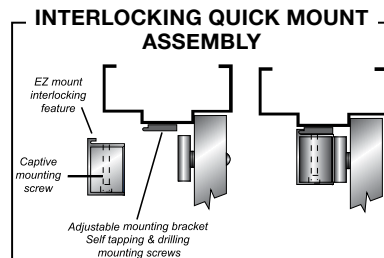 INTERLOCKING QUICK MOUNT
ASSEMBLY
EZ mount
interlocking
feature
Captive
mounting
screw
Adjustable mounting bracket
Self tapping & drilling
mounting screws